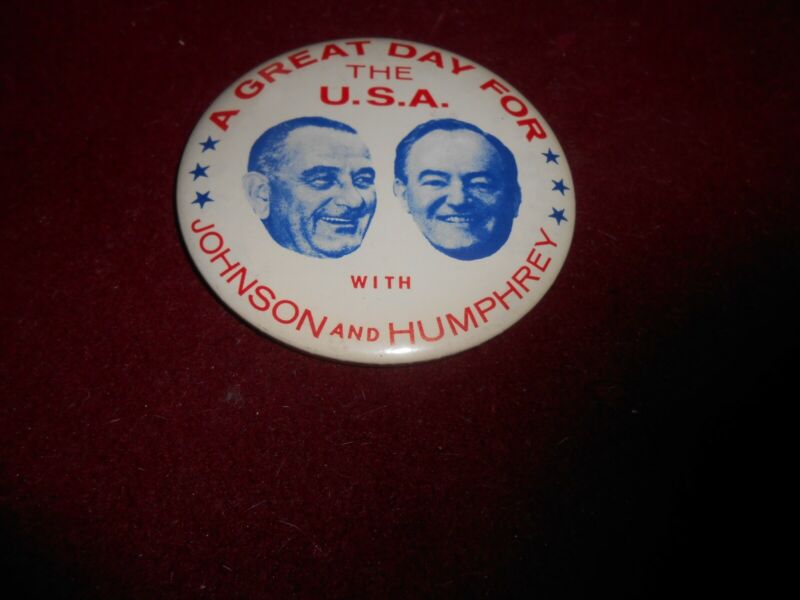 A GREAT DAY FOR
THE
U.S.A.
WITH
JOHNSON AND HUMPHREY